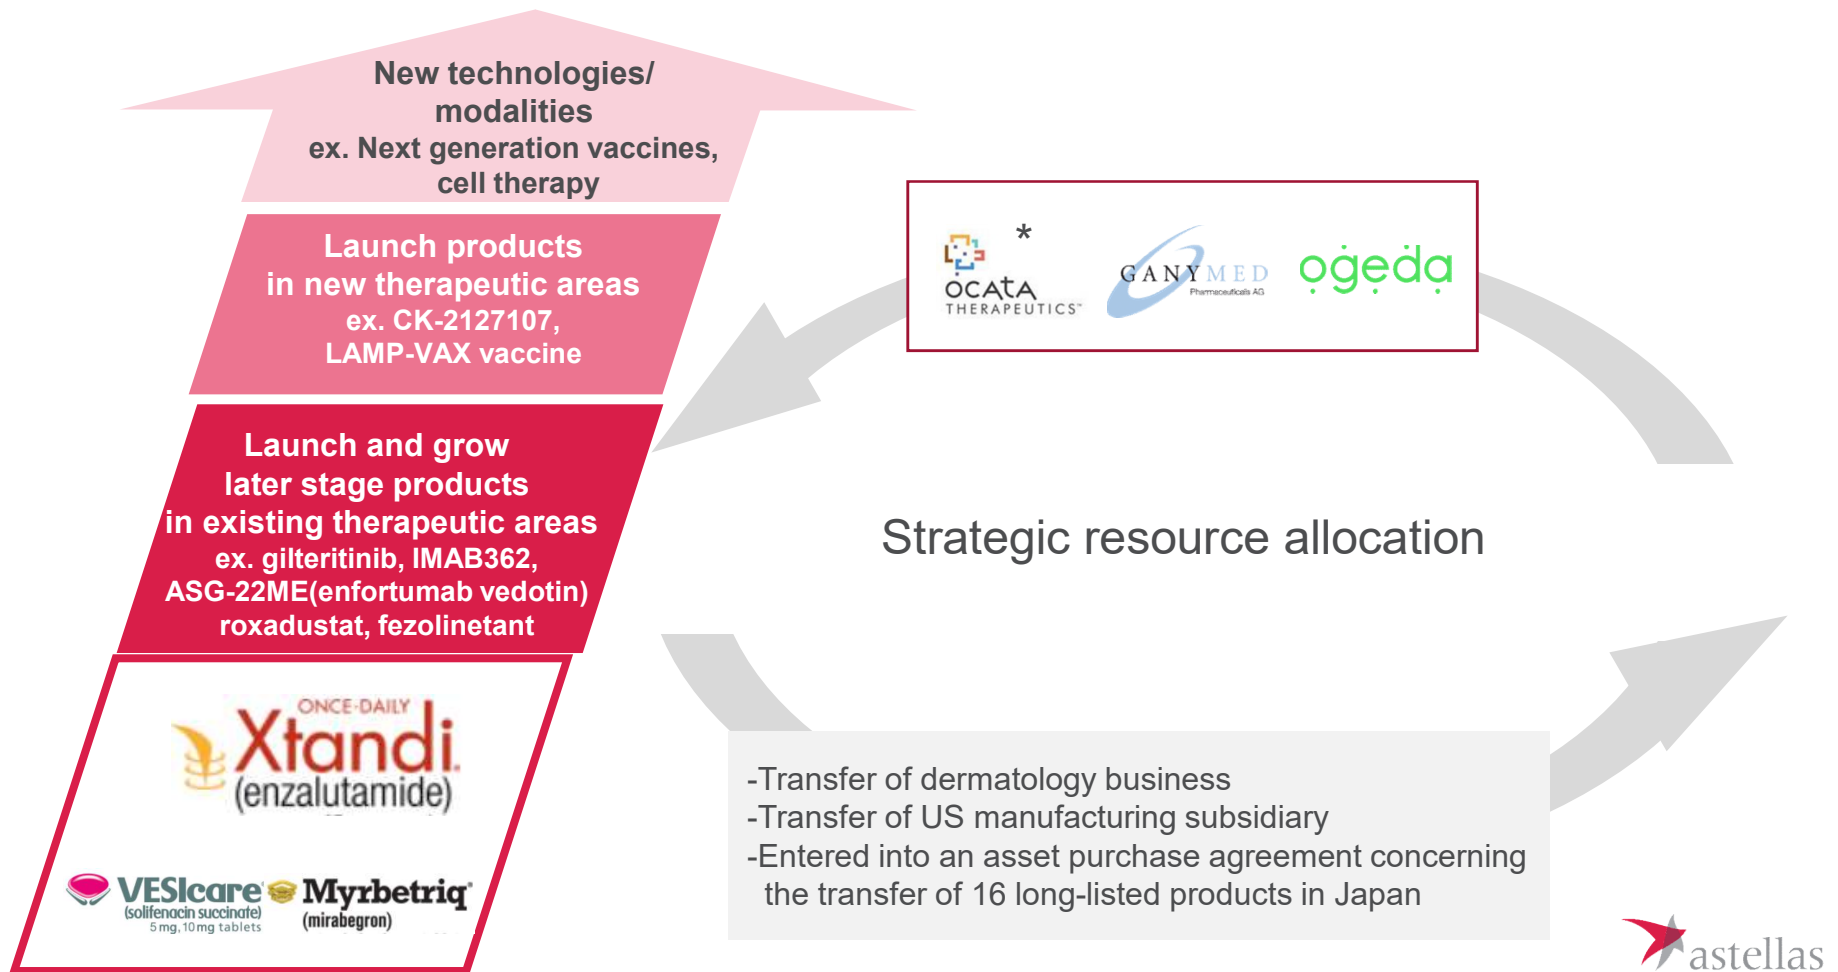 New technologies/
modalities
ex. Next generation vaccines,
cell therapy
Launch products
in new therapeutic areas
ex. CK-2127107,
LAMP-VAX vaccine
Launch and grow
later stage products
in existing therapeutic areas
ex. gilteritinib, IMAB362,
ASG-22ME(enfortumab vedotin)
roxadustat, fezolinetant
ONCE-DAILY
Xtandi
(enzalutamide)
VESIcare
(solifenacin succinate)
5 mg, 10 mg tablets
Myrbetriq
(mirabegron)
*
OCATA
THERAPEUTICS™
GANYMED
Pharmaceuticals AG
ogeda
Strategic resource allocation
-Transfer of dermatology business
-Transfer of US manufacturing subsidiary
-Entered into an asset purchase agreement concerning
the transfer of 16 long-listed products in Japan
astellas